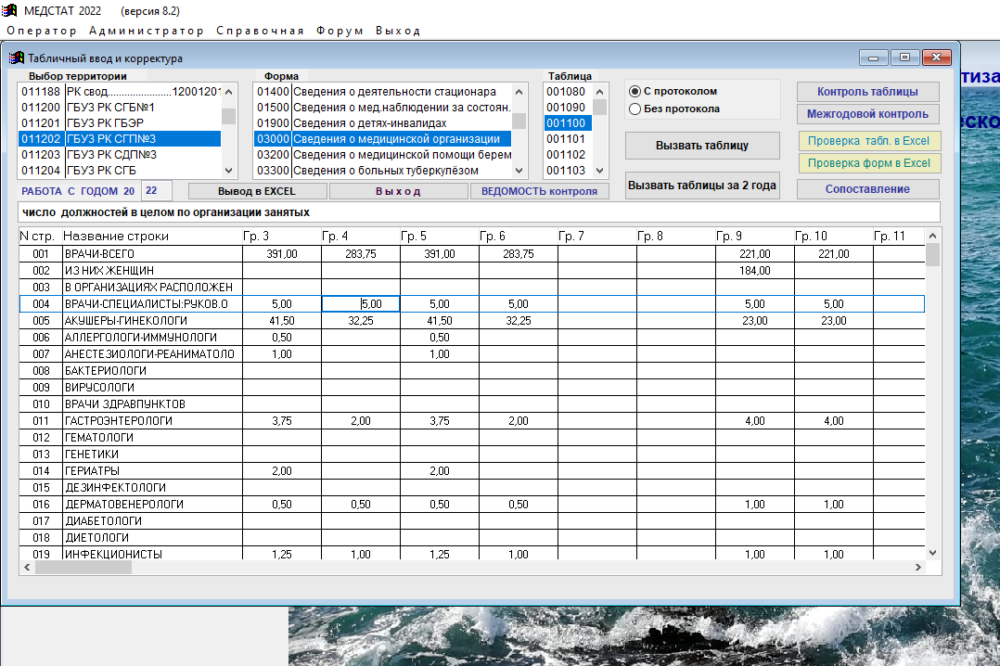 МЕДСТАТ 2022 (версия 8.2)
Оператор Администратор Справочная Форум Выход
Табличный ввод и корректура
Выбор территории Форма Таблица
011188 РК свод.......................12001201
011200 ГБУЗ РК СГБ№1
011201 ГБУЗ РК ГБЭР
011202 ГБУЗ РК СГП№3
011203 ГБУЗ РК СДП№3
011204 ГБУЗ РК СГБ
01400 Сведения о деятельности стационара
01500 Сведения о мед.наблюдении за состоян.
01900 Сведения о детях-инвалидах
03000 Сведения о медицинской организации
03200 Сведения о медицинской помощи берем
03300 Сведения о больных туберкулёзом
001080
001090
001100
001101
001102
001103
С протоколом
Без протокола
Вызвать таблицу
Вызвать таблицы за 2 года
Контроль таблицы
Межгодовой контроль
Проверка табл. в Excel
Проверка форм в Excel
Сопоставление
тиза
еско
РАБОТА С ГОДОМ 20 22 Вывод в EXCEL В ы х о д ВЕДОМОСТЬ контроля
число должностей в целом по организации занятых
N стр. Название строки Гр. 3 Гр. 4 Гр. 5 Гр. 6 Гр. 7 Гр. 8 Гр. 9 Гр. 10 Гр. 11
001 ВРАЧИ-ВСЕГО 391,00 283,75 391,00 283,75 221,00 221,00
002 ИЗ НИХ ЖЕНЩИН 184,00
003 В ОРГАНИЗАЦИЯХ РАСПОЛОЖЕН
004 ВРАЧИ-СПЕЦИАЛИСТЫ:РУКОВ.О 5,00 5,00 5,00 5,00 5,00 5,00
005 АКУШЕРЫ-ГИНЕКОЛОГИ 41,50 32,25 41,50 32,25 23,00 23,00
006 АЛЛЕРГОЛОГИ-ИММУНОЛОГИ 0,50 0,50
007 АНЕСТЕЗИОЛОГИ-РЕАНИМАТОЛО 1,00 1,00
008 БАКТЕРИОЛОГИ
009 ВИРУСОЛОГИ
010 ВРАЧИ ЗДРАВПУНКТОВ
011 ГАСТРОЭНТЕРОЛОГИ 3,75 2,00 3,75 2,00 4,00 4,00
012 ГЕМАТОЛОГИ
013 ГЕНЕТИКИ
014 ГЕРИАТРЫ 2,00 2,00
015 ДЕЗИНФЕКТОЛОГИ
016 ДЕРМАТОВЕНЕРОЛОГИ 0,50 0,50 0,50 0,50 1,00 1,00
017 ДИАБЕТОЛОГИ
018 ДИЕТОЛОГИ
019 ИНФЕКЦИОНИСТЫ 1,25 1,00 1,25 1,00 1,00 1,00